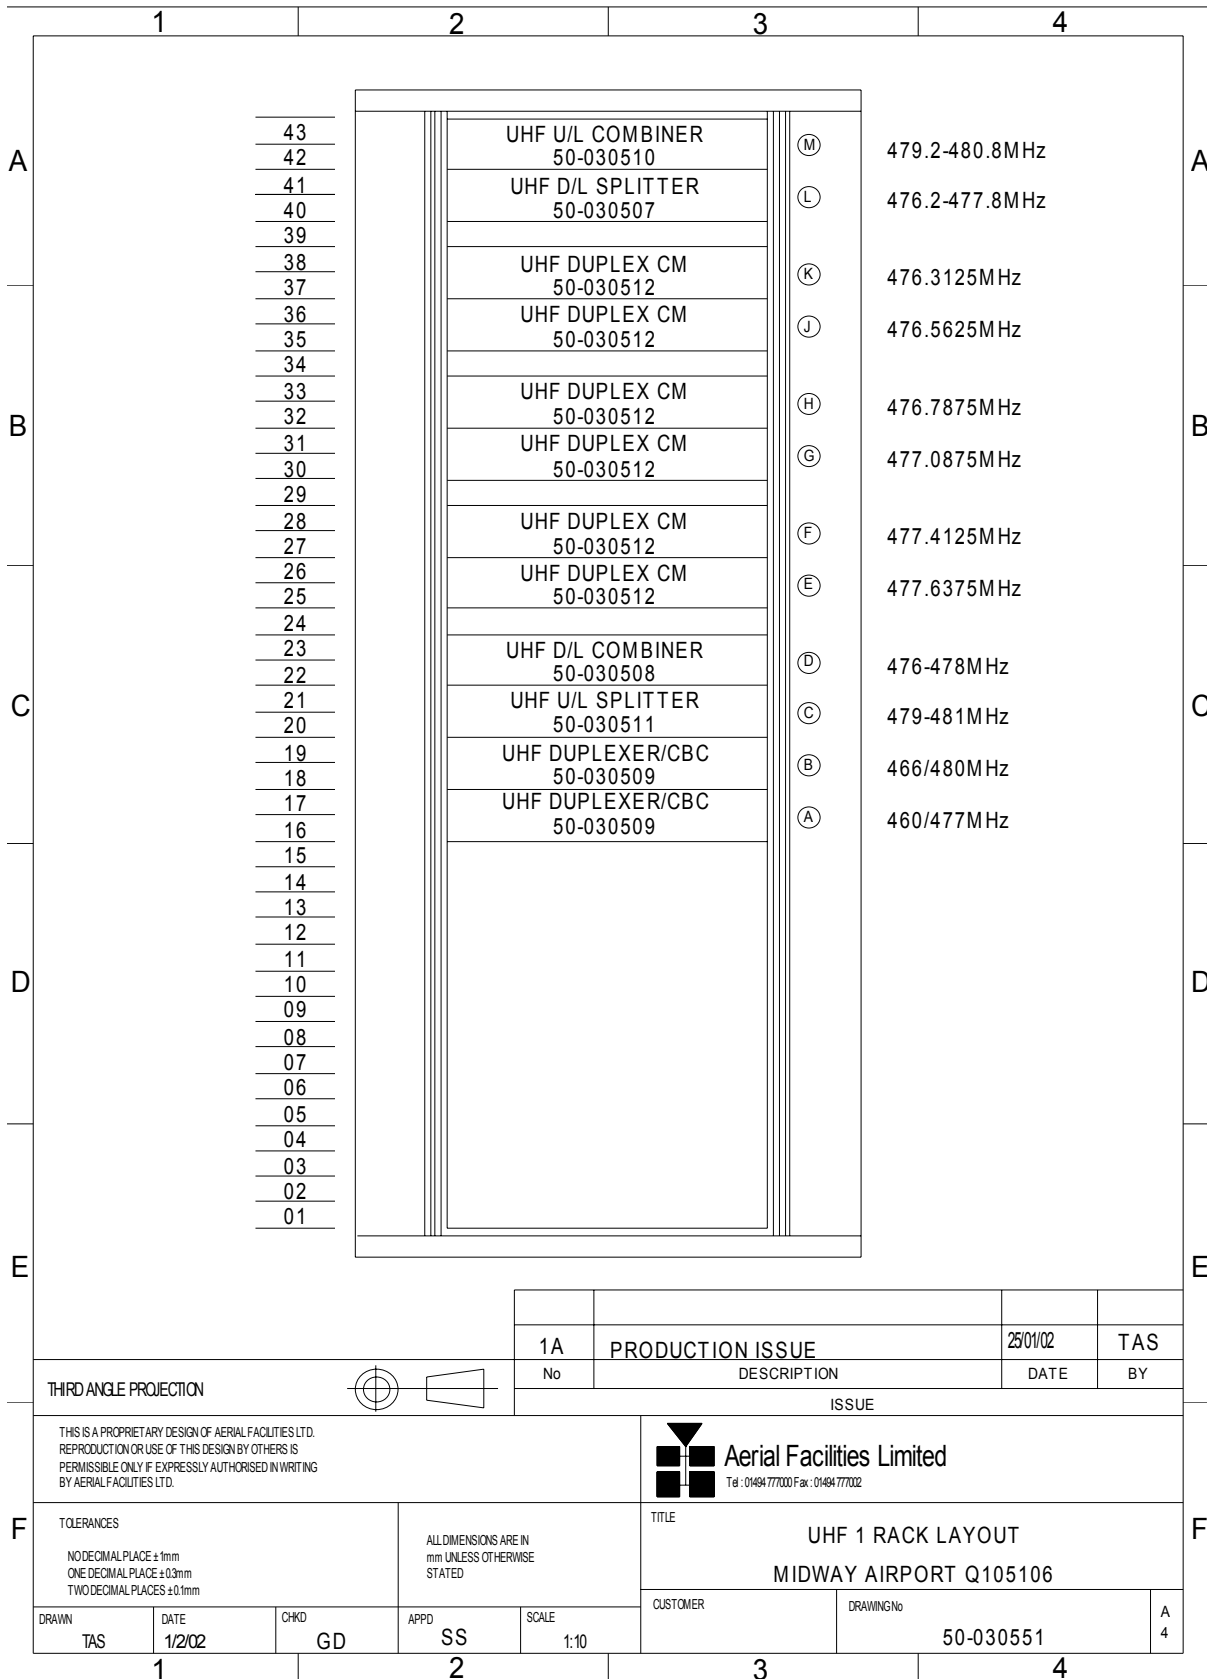 1 2 3 4
A A
43
42
41
40
39
38
37
36
35
34
33
32
31
30
29
28
27
26
25
24
23
22
21
20
19
18
17
16
15
14
13
12
11
10
09
08
07
06
05
04
03
02
01
UHF U/L COMBINER
50-030510
M 479.2-480.8MHz
UHF D/L SPLITTER
50-030507
L 476.2-477.8MHz
UHF DUPLEX CM
50-030512
K 476.3125MHz
UHF DUPLEX CM
50-030512
J 476.5625MHz
UHF DUPLEX CM
50-030512
H 476.7875MHz
UHF DUPLEX CM
50-030512
G 477.0875MHz
UHF DUPLEX CM
50-030512
F 477.4125MHz
UHF DUPLEX CM
50-030512
E 477.6375MHz
UHF D/L COMBINER
50-030508
D 476-478MHz
UHF U/L SPLITTER
50-030511
C 479-481MHz
UHF DUPLEXER/CBC
50-030509
B 466/480MHz
UHF DUPLEXER/CBC
50-030509
A 460/477MHz
B B
C C
D D
E E
1A PRODUCTION ISSUE 25/01/02 TAS
No DESCRIPTION DATE BY
ISSUE
THIRD ANGLE PROJECTION
THIS IS A PROPRIETARY DESIGN OF AERIAL FACILITIES LTD.
REPRODUCTION OR USE OF THIS DESIGN BY OTHERS IS
PERMISSIBLE ONLY IF EXPRESSLY AUTHORISED IN WRITING
BY AERIAL FACILITIES LTD.
Aerial Facilities Limited
Tel : 01494 777000 Fax : 01494 777002
F F
TOLERANCES
NO DECIMAL PLACE ± 1mm
ONE DECIMAL PLACE ± 0.3mm
TWO DECIMAL PLACES ± 0.1mm
ALL DIMENSIONS ARE IN
mm UNLESS OTHERWISE
STATED
TITLE
UHF 1 RACK LAYOUT
MIDWAY AIRPORT Q105106
DRAWN DATE CHKD APPD SCALE
TAS 1/2/02 GD SS 1:10
CUSTOMER
DRAWING No
50-030551
A
4
1 2 3 4